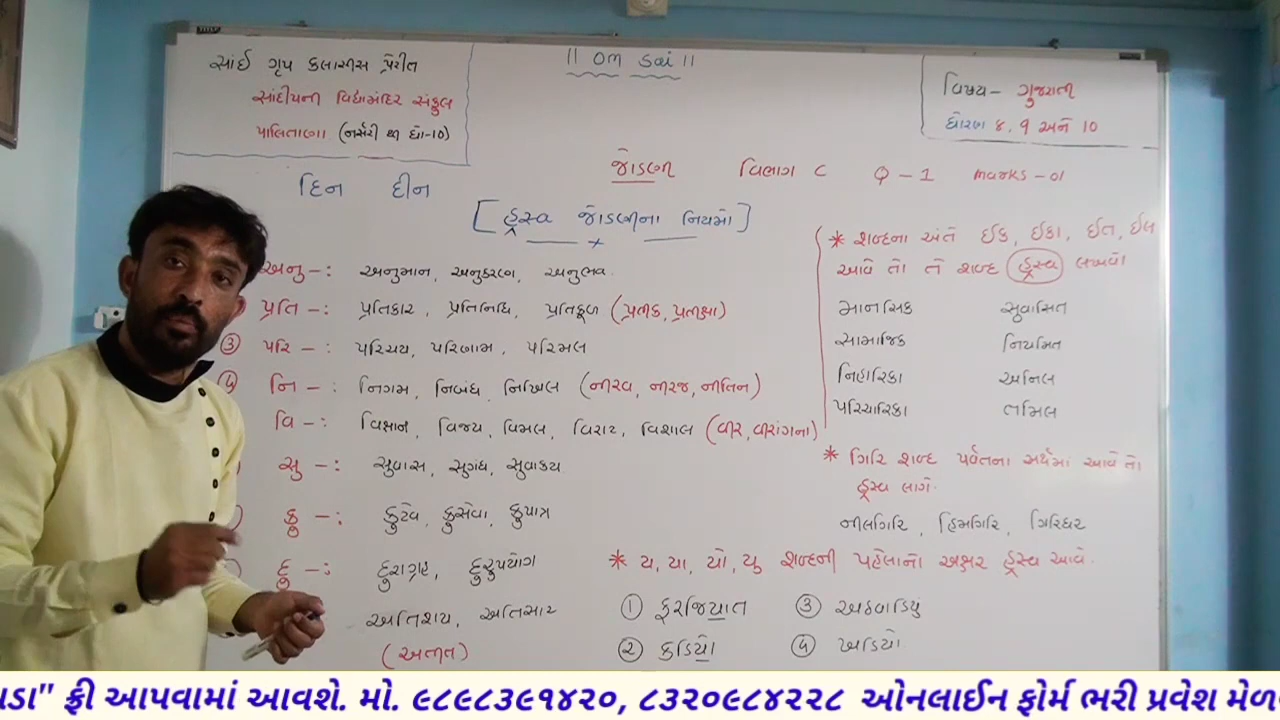 સાંઈ ગૃપ કલાસીસ પ્રેરીત
સાંદીપની વિદ્યામંદિર સંકુલ
પાલિતાણા (નર્સરી થી ધો-10)
॥ Om Sai ॥
વિષય - ગુજરાતી
ધોરણ ૪, 9 અને 10
જોડણી વિભાગ C Q - 1 marks - 01
દિન દીન
[હ્રસ્વ જોડણીના નિયમો]
અનુ -: અનુમાન, અનુકરણ, અનુભવ.
પ્રતિ -: પ્રતિકાર, પ્રતિનિધિ, પ્રતિકૂળ (પ્રતીક, પ્રતીક્ષા)
③ પરિ -: પરિચય, પરિણામ, પરિમલ
નિ -: નિગમ, નિબંધ, નિખિલ (નીરવ, નીરજ, નીતિન)
વિ -: વિજ્ઞાન, વિજય, વિમલ, વિરાટ, વિશાલ (વીર, વીરાંગના)
સુ -: સુવાસ, સુગંધ, સુવાક્ય
કુ -: કુટેવ, કુસેવા, કુપાત્ર
દુ -: દુરાગ્રહ, દુરુપયોગ
અતિશય, અતિસાર
(અતીત)
* શબ્દના અંતે ઈક, ઈકા, ઈત, ઈલ
આવે તો તે શબ્દ હ્રસ્વ લખવો
માનસિક સુવાસિત
સામાજિક નિયમિત
નિહારિકા અનિલ
પરિચારિકા તમિલ
* ગિરિ શબ્દ પર્વતના અર્થમાં આવે તો
હ્રસ્વ લાગે.
નીલગિરિ, હિમગિરિ, ગિરિધર
* ય, યા, યો, યુ શબ્દની પહેલાનો અક્ષર હ્રસ્વ આવે.
① ફરજિયાત ③ અઠવાડિયું
② કડિયો ④ ખડિયો
ડા" ફ્રી આપવામાં આવશે. મો. ૯૮૯૮૩૯૧૪૨૦, ૮૩૨૦૯૮૪૨૨૮ ઓનલાઈન ફોર્મ ભરી પ્રવેશ મેળ